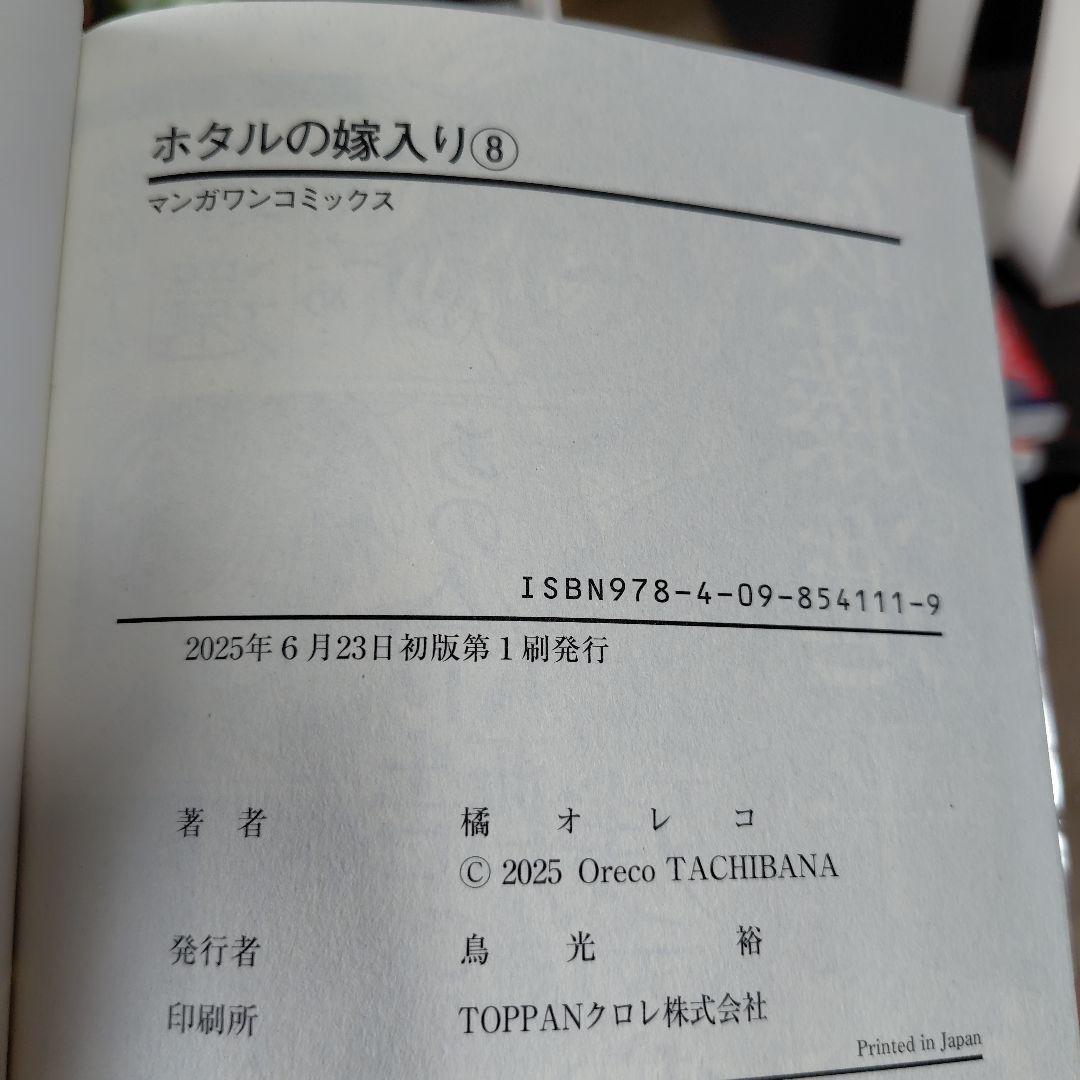 ホタルの嫁入り⑧
マンガワンコミックス
ISBN978-4-09-854111-9
2025年6月23日初版第1刷発行
著者 橘オレコ
© 2025 Oreco TACHIBANA
発行者 鳥光裕
印刷所 TOPPANクロレ株式会社
Printed in Japan